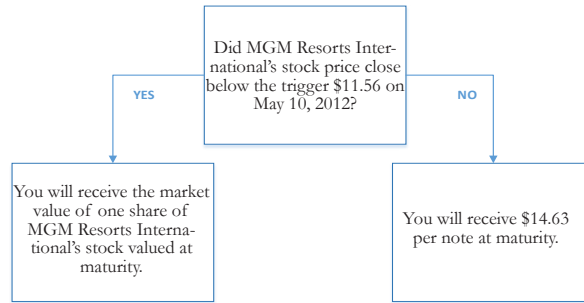 Did MGM Resorts Inter-
national's stock price close
below the trigger $11.56 on
May 10, 2012?
YES
NO
You will receive the market
value of one share of
MGM Resorts Interna-
tional's stock valued at
maturity.
You will receive $14.63
per note at maturity.